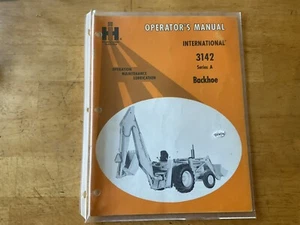 OPERATOR'S MANUAL
INTERNATIONAL®
3142
Series A
Backhoe
OPERATION
MAINTENANCE
LUBRICATION